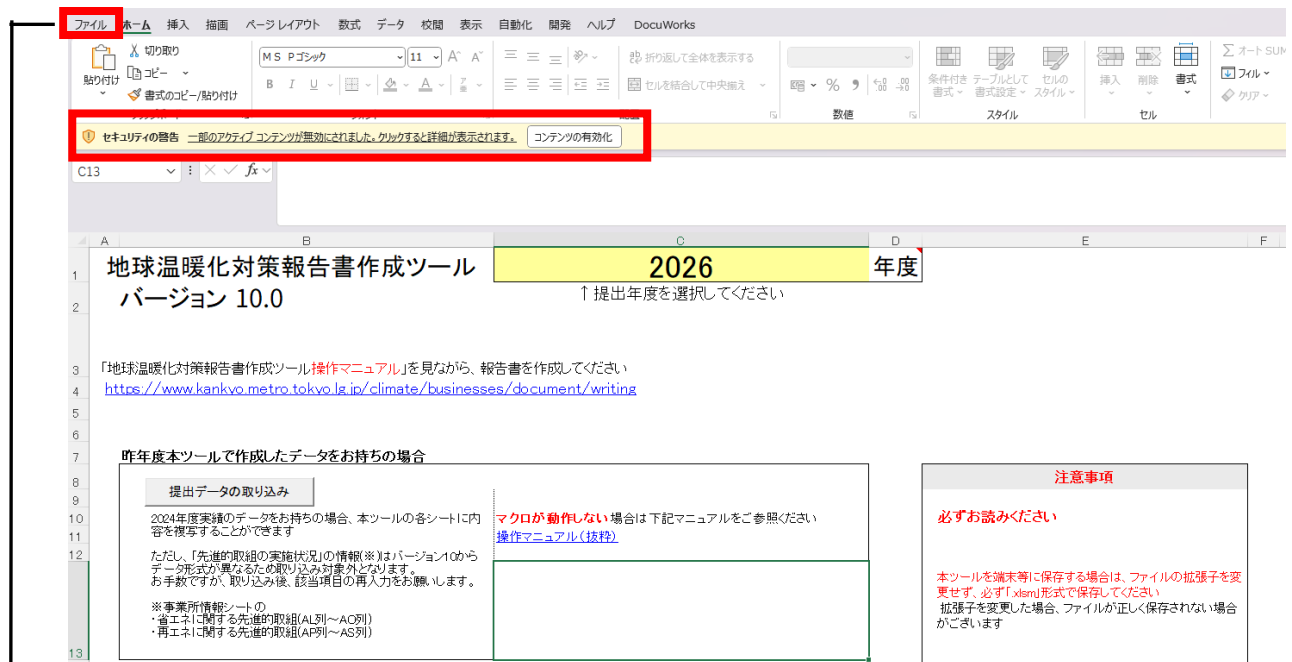 ファイル ホーム 挿入 描画 ページ レイアウト 数式 データ 校閲 表示 自動化 開発 ヘルプ DocuWorks
切り取り
コピー
書式のコピー/貼り付け
貼り付け
MS Pゴシック 11
B I U
折り返して全体を表示する
セルを結合して中央揃え
数値
条件付き書式
テーブルとして書式設定
セルのスタイル
スタイル
挿入 削除 書式
セル
オート SUM
フィル
クリア
セキュリティの警告 一部のアクティブ コンテンツが無効にされました。クリックすると詳細が表示されます。 コンテンツの有効化
C13 fx
A B C D E F
1 地球温暖化対策報告書作成ツール 2026 年度
2 バージョン 10.0 ↑提出年度を選択してください
3 「地球温暖化対策報告書作成ツール操作マニュアル」を見ながら、報告書を作成してください
4 https://www.kankyo.metro.tokyo.lg.jp/climate/businesses/document/writing
5
6
7 昨年度本ツールで作成したデータをお持ちの場合
8 注意事項
提出データの取り込み
9
10 2024年度実績のデータをお持ちの場合、本ツールの各シートに内 マクロが動作しない場合は下記マニュアルをご参照ください 必ずお読みください
11 容を複写することができます 操作マニュアル（抜粋）
12 ただし、「先進的取組の実施状況」の情報(※)はバージョン10から
データ形式が異なるため取り込み対象外となります。
お手数ですが、取り込み後、該当項目の再入力をお願いします。
※事業所情報シートの
・省エネに関する先進的取組(AL列～AO列)
・再エネに関する先進的取組(AP列～AS列)
本ツールを端末等に保存する場合は、ファイルの拡張子を変
更せず、必ず「.xlsm」形式で保存してください
拡張子を変更した場合、ファイルが正しく保存されない場合
がございます
13